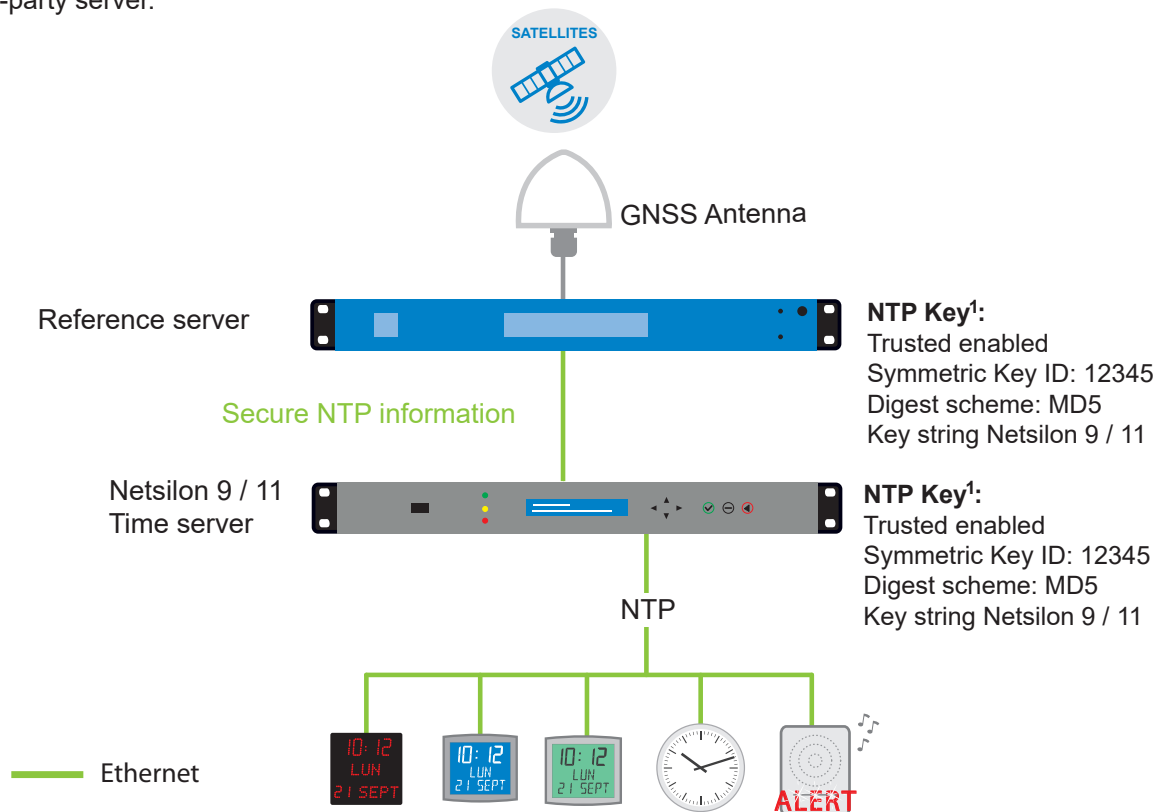 -party server.
SATELLITES
GNSS Antenna
Reference server
NTP Key¹:
Trusted enabled
Symmetric Key ID: 12345
Digest scheme: MD5
Key string Netsilon 9 / 11
Secure NTP information
Netsilon 9 / 11
Time server
NTP Key¹:
Trusted enabled
Symmetric Key ID: 12345
Digest scheme: MD5
Key string Netsilon 9 / 11
NTP
10:12
LUN
21 SEPT
10:12
LUN
21 SEPT
10:12
LUN
21 SEPT
ALERT
Ethernet